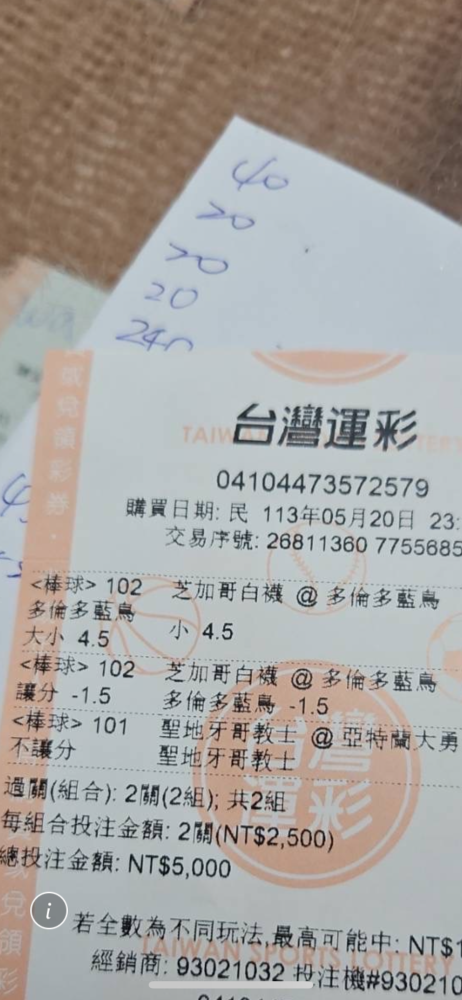 40
70
70
20
240
台灣運彩
04104473572579
購買日期: 民 113年05月20日 23:
交易序號: 26811360 7755685
<棒球> 102 芝加哥白襪 @ 多倫多藍鳥
多倫多藍鳥
大小 4.5 小 4.5
<棒球> 102 芝加哥白襪 @ 多倫多藍鳥
讓分 -1.5 多倫多藍鳥 -1.5
<棒球> 101 聖地牙哥教士 @ 亞特蘭大勇
不讓分 聖地牙哥教士
過關(組合): 2關(2組); 共2組
每組合投注金額: 2關(NT$2,500)
總投注金額: NT$5,000
若全數為不同玩法,最高可能中: NT$1
經銷商: 93021032 投注機#930210
TAIWAN SPORTS LOTTERY